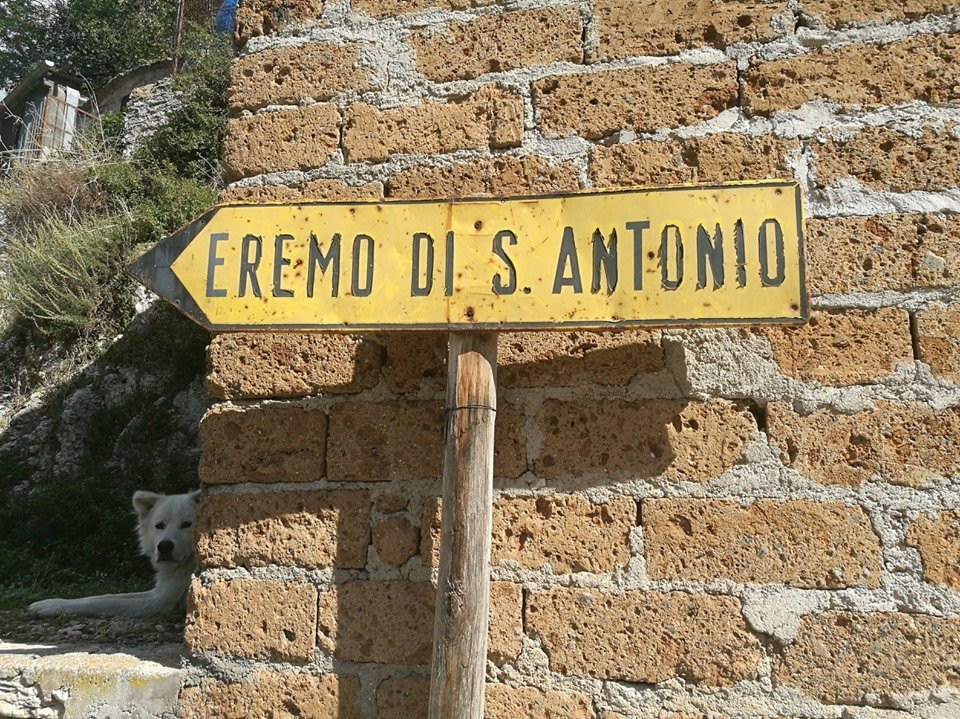 EREMO DI S. ANTONIO